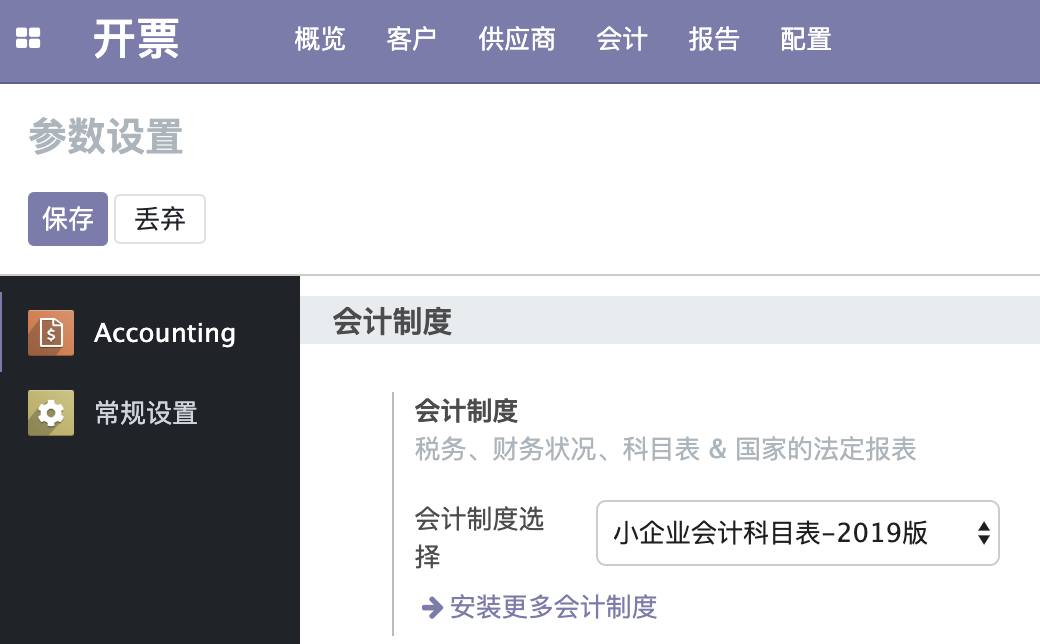 开票 概览 客户 供应商 会计 报告 配置
参数设置
保存 丢弃
Accounting
常规设置
会计制度
会计制度
税务、财务状况、科目表 & 国家的法定报表
会计制度选
择
小企业会计科目表-2019版
安装更多会计制度